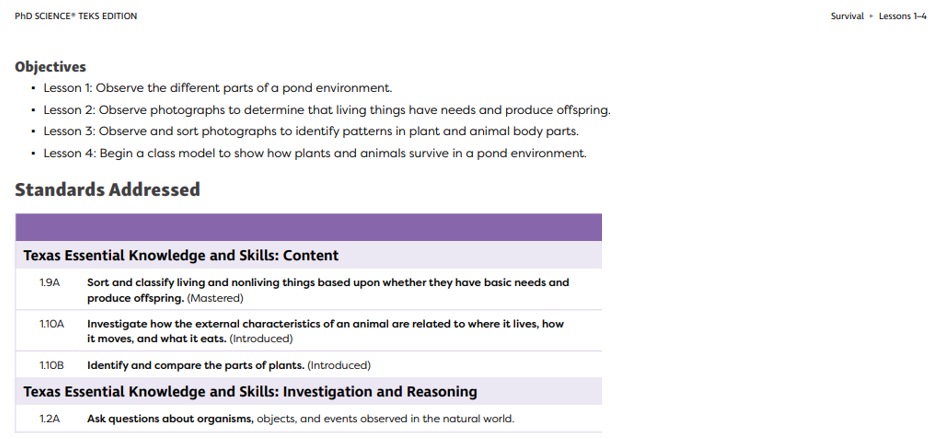 PhD SCIENCE® TEKS EDITION
Survival ▸ Lessons 1–4
Objectives
▪ Lesson 1: Observe the different parts of a pond environment.
▪ Lesson 2: Observe photographs to determine that living things have needs and produce offspring.
▪ Lesson 3: Observe and sort photographs to identify patterns in plant and animal body parts.
▪ Lesson 4: Begin a class model to show how plants and animals survive in a pond environment.
Standards Addressed
Texas Essential Knowledge and Skills: Content
1.9A Sort and classify living and nonliving things based upon whether they have basic needs and
produce offspring. (Mastered)
1.10A Investigate how the external characteristics of an animal are related to where it lives, how
it moves, and what it eats. (Introduced)
1.10B Identify and compare the parts of plants. (Introduced)
Texas Essential Knowledge and Skills: Investigation and Reasoning
1.2A Ask questions about organisms, objects, and events observed in the natural world.